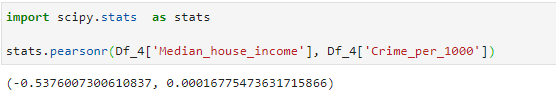 import scipy.stats  as stats
stats.pearsonr(Df_4['Median_house_income'], Df_4['Crime_per_1000'])
(-0.5376007300610837, 0.00016775473631715866)